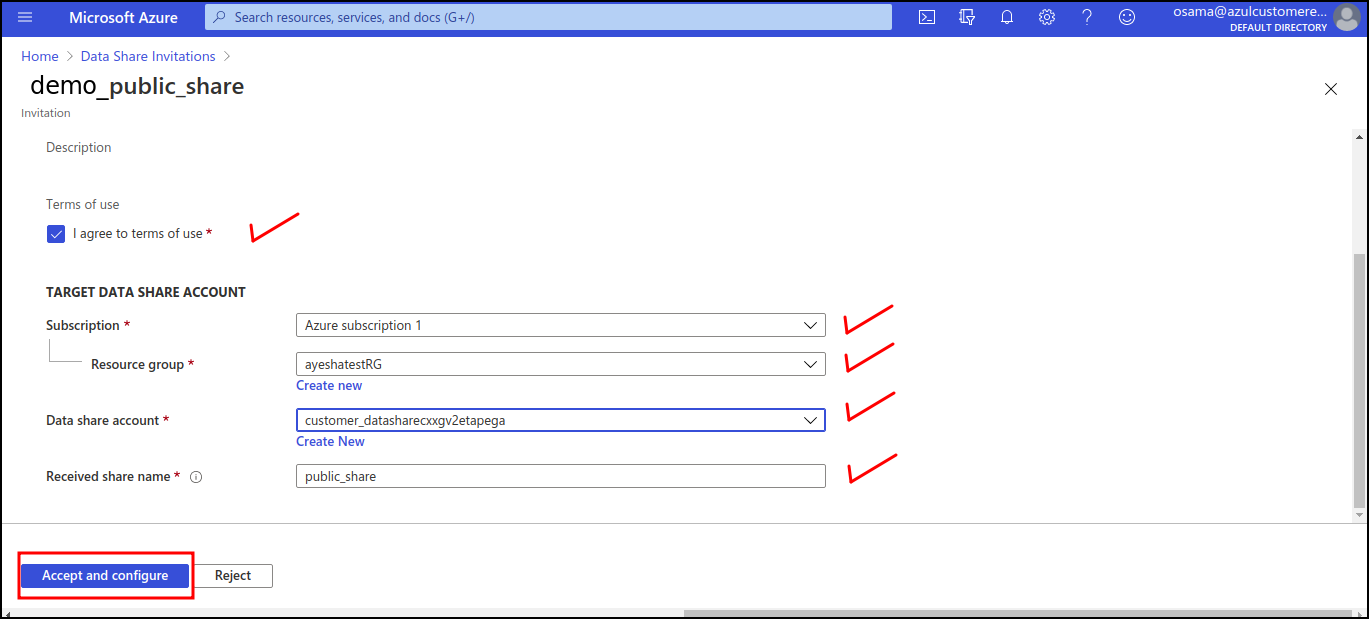 Microsoft Azure
Search resources, services, and docs (G+/)
osama@azulcustomere...
DEFAULT DIRECTORY
Home > Data Share Invitations >
demo_public_share
Invitation
Description
Terms of use
I agree to terms of use *
TARGET DATA SHARE ACCOUNT
Subscription *
Azure subscription 1
Resource group *
ayeshatestRG
Create new
Data share account *
customer_datasharecxxgv2etapega
Create New
Received share name *
public_share
Accept and configure
Reject